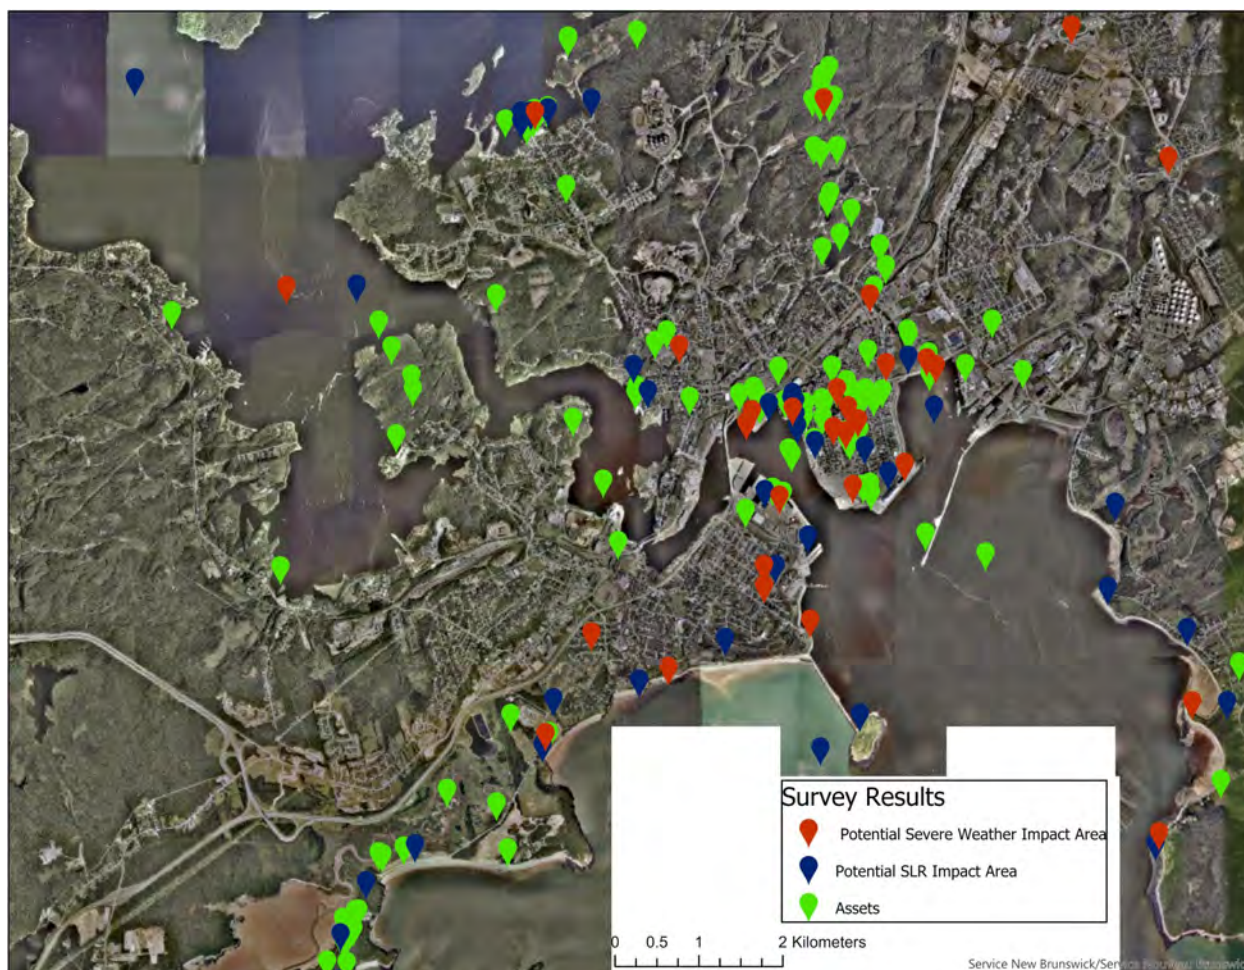 Survey Results
Potential Severe Weather Impact Area
Potential SLR Impact Area
Assets
0 0.5 1 2 Kilometers
Service New Brunswick/Service